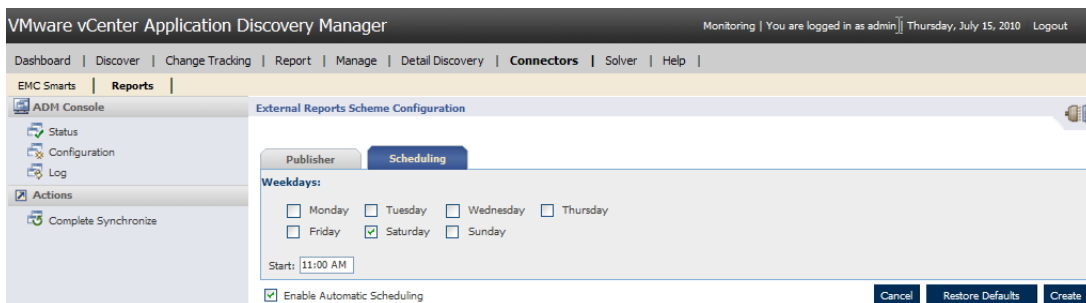 VMware vCenter Application Discovery Manager
Monitoring | You are logged in as admin | Thursday, July 15, 2010 Logout
Dashboard | Discover | Change Tracking | Report | Manage | Detail Discovery | Connectors | Solver | Help |
EMC Smarts | Reports |
ADM Console
Status
Configuration
Log
Actions
Complete Synchronize
External Reports Scheme Configuration
Publisher Scheduling
Weekdays:
Monday Tuesday Wednesday Thursday
Friday Saturday Sunday
Start: 11:00 AM
Enable Automatic Scheduling
Cancel Restore Defaults Create